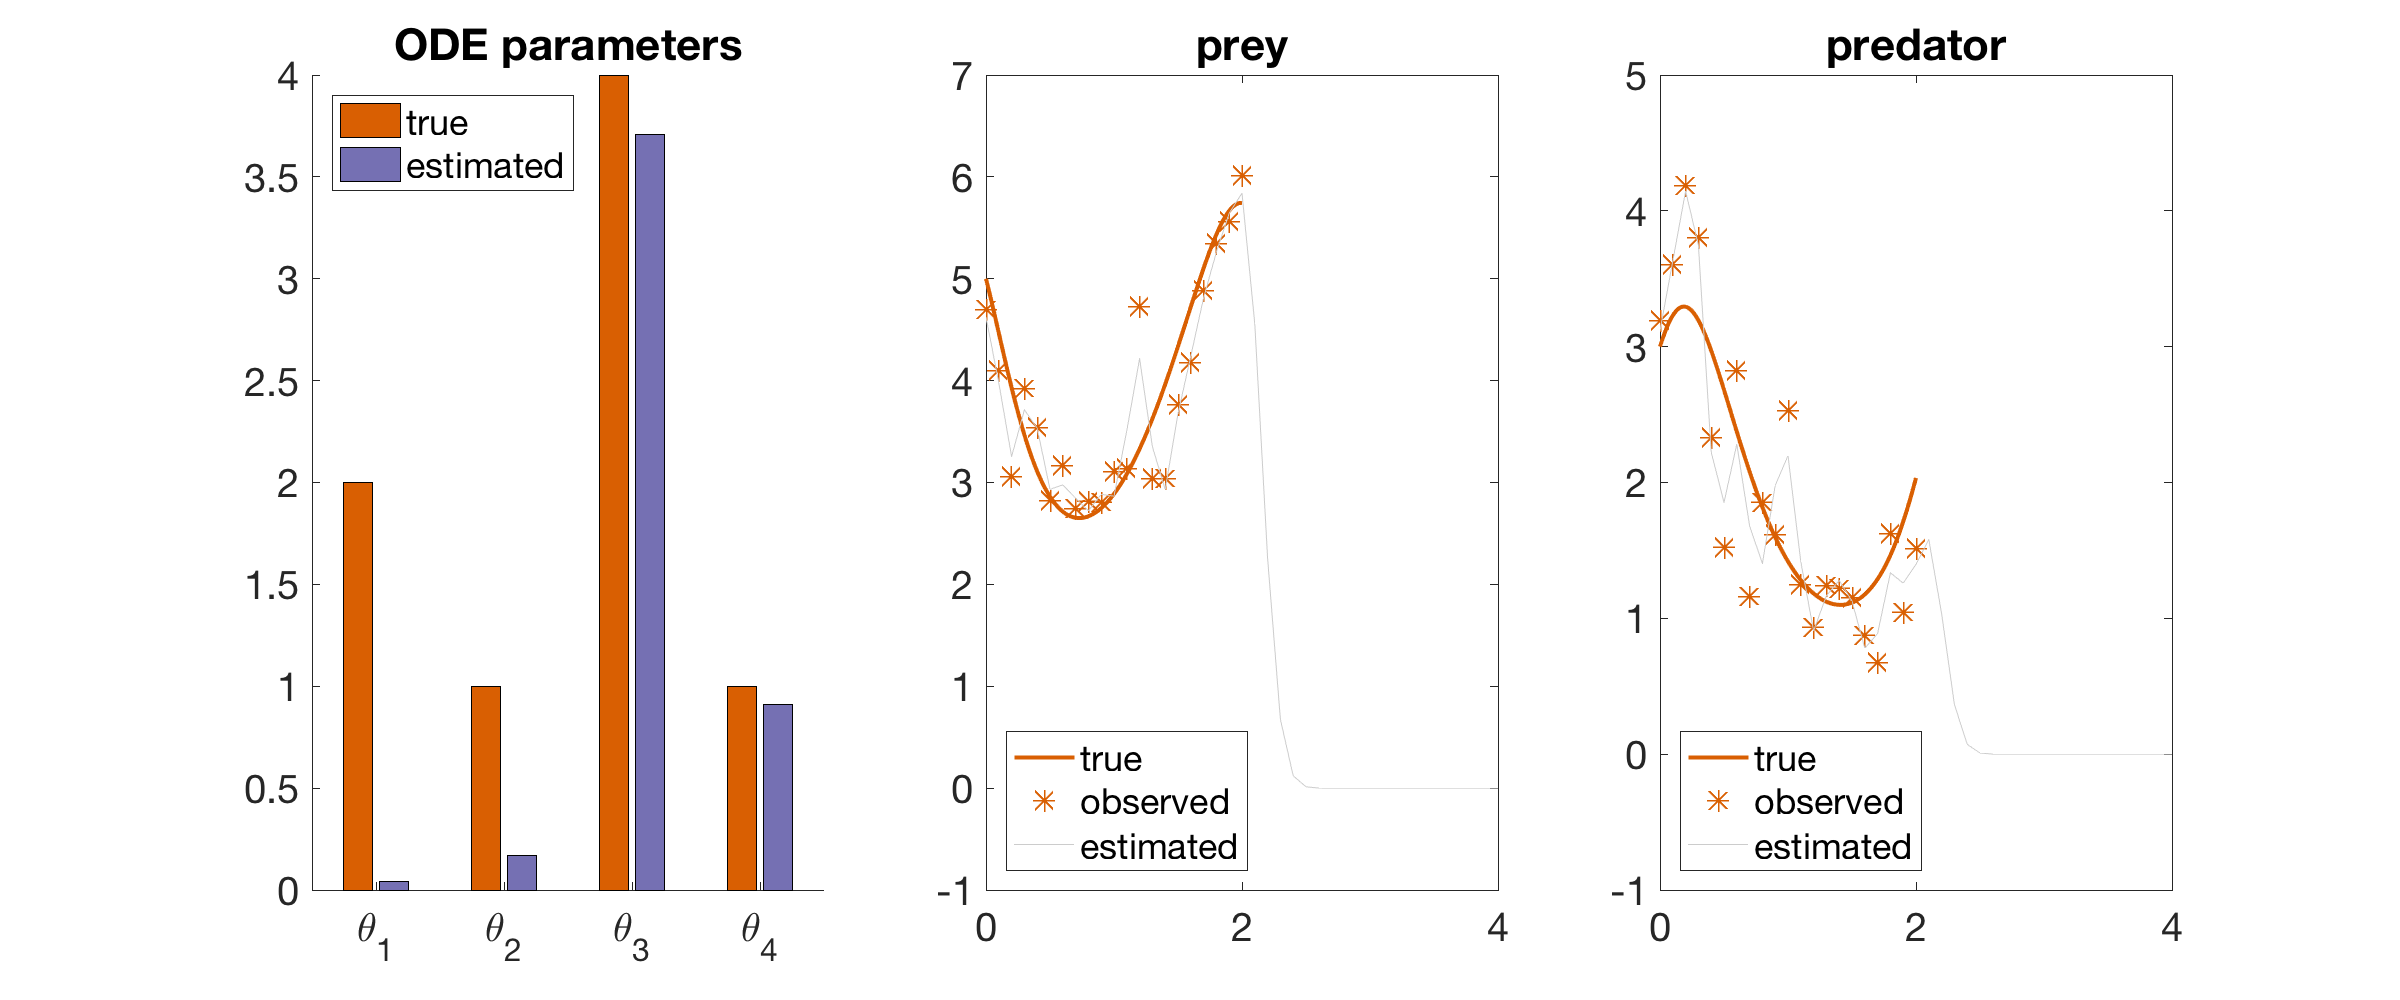 ODE parameters
4
3.5
3
2.5
2
1.5
1
0.5
0
true
estimated
θ1
θ2
θ3
θ4
prey
7
6
5
4
3
2
1
0
-1
true
observed
estimated
0 2 4
predator
5
4
3
2
1
0
-1
true
observed
estimated
0 2 4